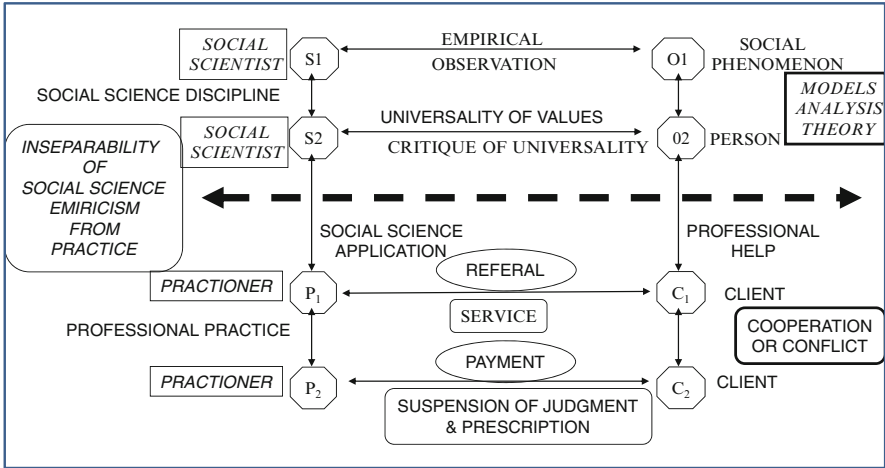 SOCIAL
SCIENTIST
S1
EMPIRICAL
OBSERVATION
O1
SOCIAL
PHENOMENON
SOCIAL SCIENCE DISCIPLINE
MODELS
ANALYSIS
THEORY
SOCIAL
SCIENTIST
S2
UNIVERSALITY OF VALUES
CRITIQUE OF UNIVERSALITY
02
PERSON
INSEPARABILITY
OF
SOCIAL SCIENCE
EMIRICISM
FROM
PRACTICE
SOCIAL SCIENCE
APPLICATION
PROFESSIONAL
HELP
PRACTIONER
P1
REFERAL
SERVICE
C1
CLIENT
PROFESSIONAL PRACTICE
COOPERATION
OR CONFLICT
PRACTIONER
P2
PAYMENT
SUSPENSION OF JUDGMENT
& PRESCRIPTION
C2
CLIENT